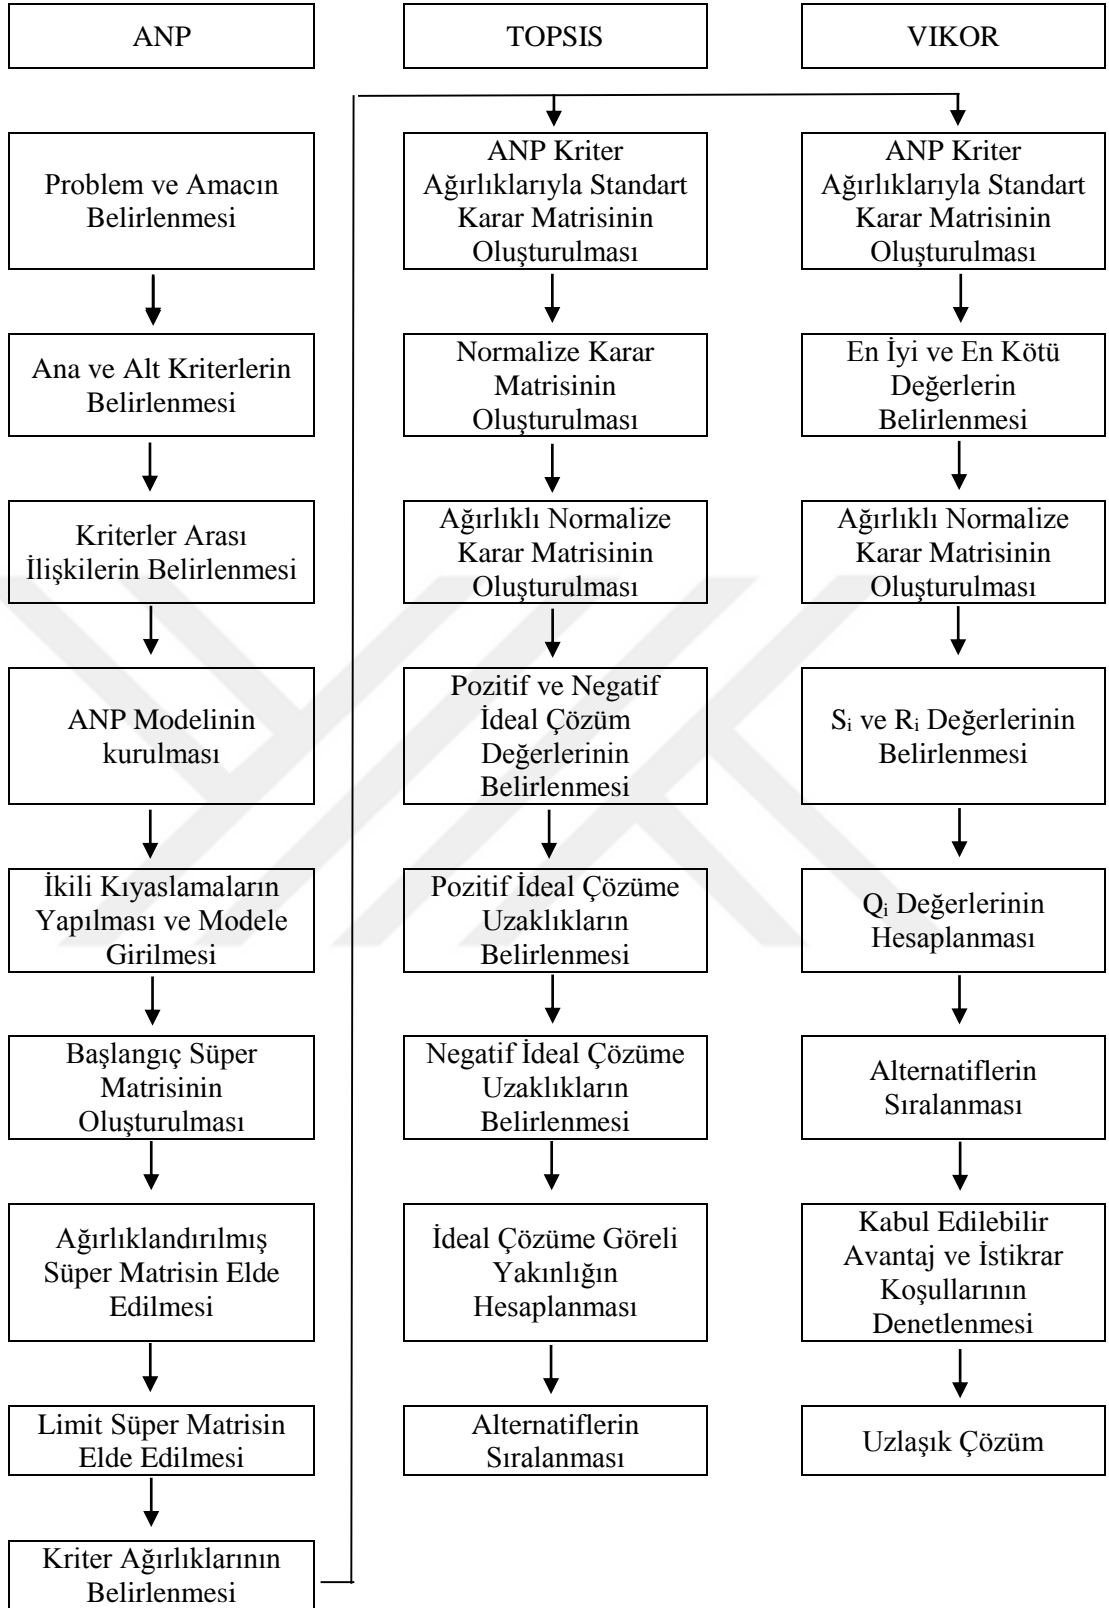 ANP
Problem ve Amacın
Belirlenmesi
Ana ve Alt Kriterlerin
Belirlenmesi
Kriterler Arası
İlişkilerin Belirlenmesi
ANP Modelinin
kurulması
İkili Kıyaslamaların
Yapılması ve Modele
Girilmesi
Başlangıç Süper
Matrisinin
Oluşturulması
Ağırlıklandırılmış
Süper Matrisin Elde
Edilmesi
Limit Süper Matrisin
Elde Edilmesi
Kriter Ağırlıklarının
Belirlenmesi
TOPSIS
ANP Kriter
Ağırlıklarıyla Standart
Karar Matrisinin
Oluşturulması
Normalize Karar
Matrisinin
Oluşturulması
Ağırlıklı Normalize
Karar Matrisinin
Oluşturulması
Pozitif ve Negatif
İdeal Çözüm
Değerlerinin
Belirlenmesi
Pozitif İdeal Çözüme
Uzaklıkların
Belirlenmesi
Negatif İdeal Çözüme
Uzaklıkların
Belirlenmesi
İdeal Çözüme Göreli
Yakınlığın
Hesaplanması
Alternatiflerin
Sıralanması
VIKOR
ANP Kriter
Ağırlıklarıyla Standart
Karar Matrisinin
Oluşturulması
En İyi ve En Kötü
Değerlerin
Belirlenmesi
Ağırlıklı Normalize
Karar Matrisinin
Oluşturulması
Sᵢ ve Rᵢ Değerlerinin
Belirlenmesi
Qᵢ Değerlerinin
Hesaplanması
Alternatiflerin
Sıralanması
Kabul Edilebilir
Avantaj ve İstikrar
Koşullarının
Denetlenmesi
Uzlaşık Çözüm